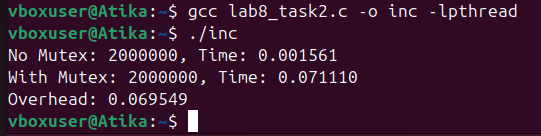 vboxuser@Atika:~$ gcc lab8_task2.c -o inc -lpthread
vboxuser@Atika:~$ ./inc
No Mutex: 2000000, Time: 0.001561
With Mutex: 2000000, Time: 0.071110
Overhead: 0.069549
vboxuser@Atika:~$